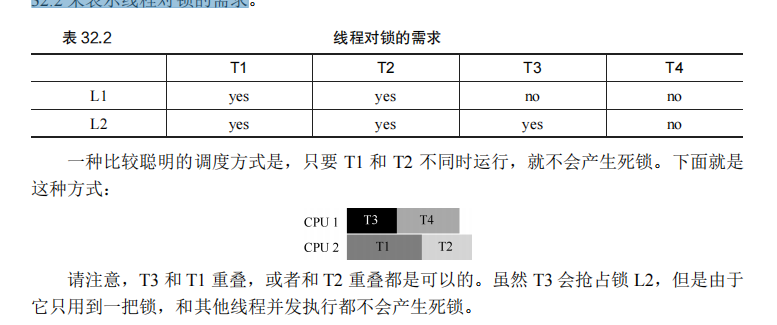 32.2 来表示线程对锁的需求。
表 32.2 线程对锁的需求
T1 T2 T3 T4
L1 yes yes no no
L2 yes yes yes no
一种比较聪明的调度方式是，只要 T1 和 T2 不同时运行，就不会产生死锁。下面就是
这种方式：
CPU 1 T3 T4
CPU 2 T1 T2
请注意，T3 和 T1 重叠，或者和 T2 重叠都是可以的。虽然 T3 会抢占锁 L2，但是由于
它只用到一把锁，和其他线程并发执行都不会产生死锁。